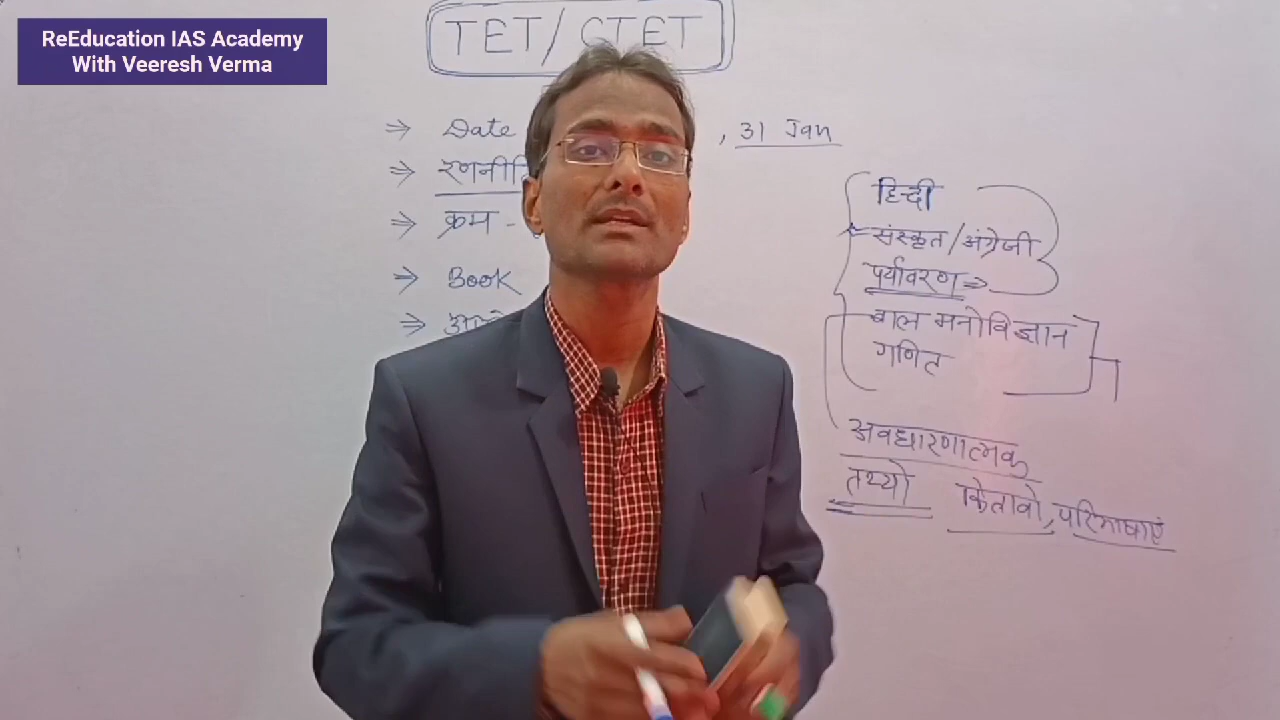 ReEducation IAS Academy
With Veeresh Verma
TET/CTET
⇒ Date , 31 Jan
⇒ रणनीति
⇒ क्रम -
⇒ Book
⇒
हिन्दी
संस्कृत/अंग्रेजी
पर्यावरण ⇒
बाल मनोविज्ञान
गणित
अवधारणात्मक
तथ्यो किताबो, परिभाषाएं